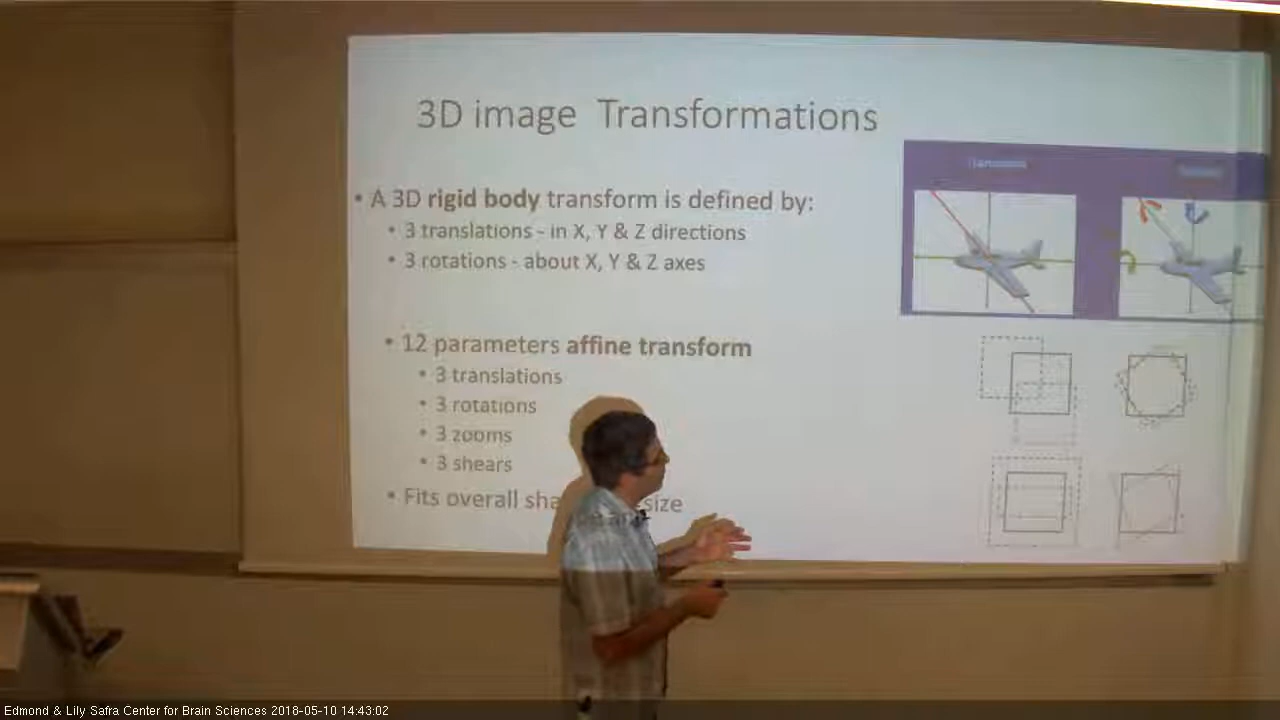 3D image Transformations
• A 3D rigid body transform is defined by:
• 3 translations - in X, Y & Z directions
• 3 rotations - about X, Y & Z axes
• 12 parameters affine transform
• 3 translations
• 3 rotations
• 3 zooms
• 3 shears
• Fits overall size
Edmond & Lily Safra Center for Brain Sciences 2018-05-10 14:43:02